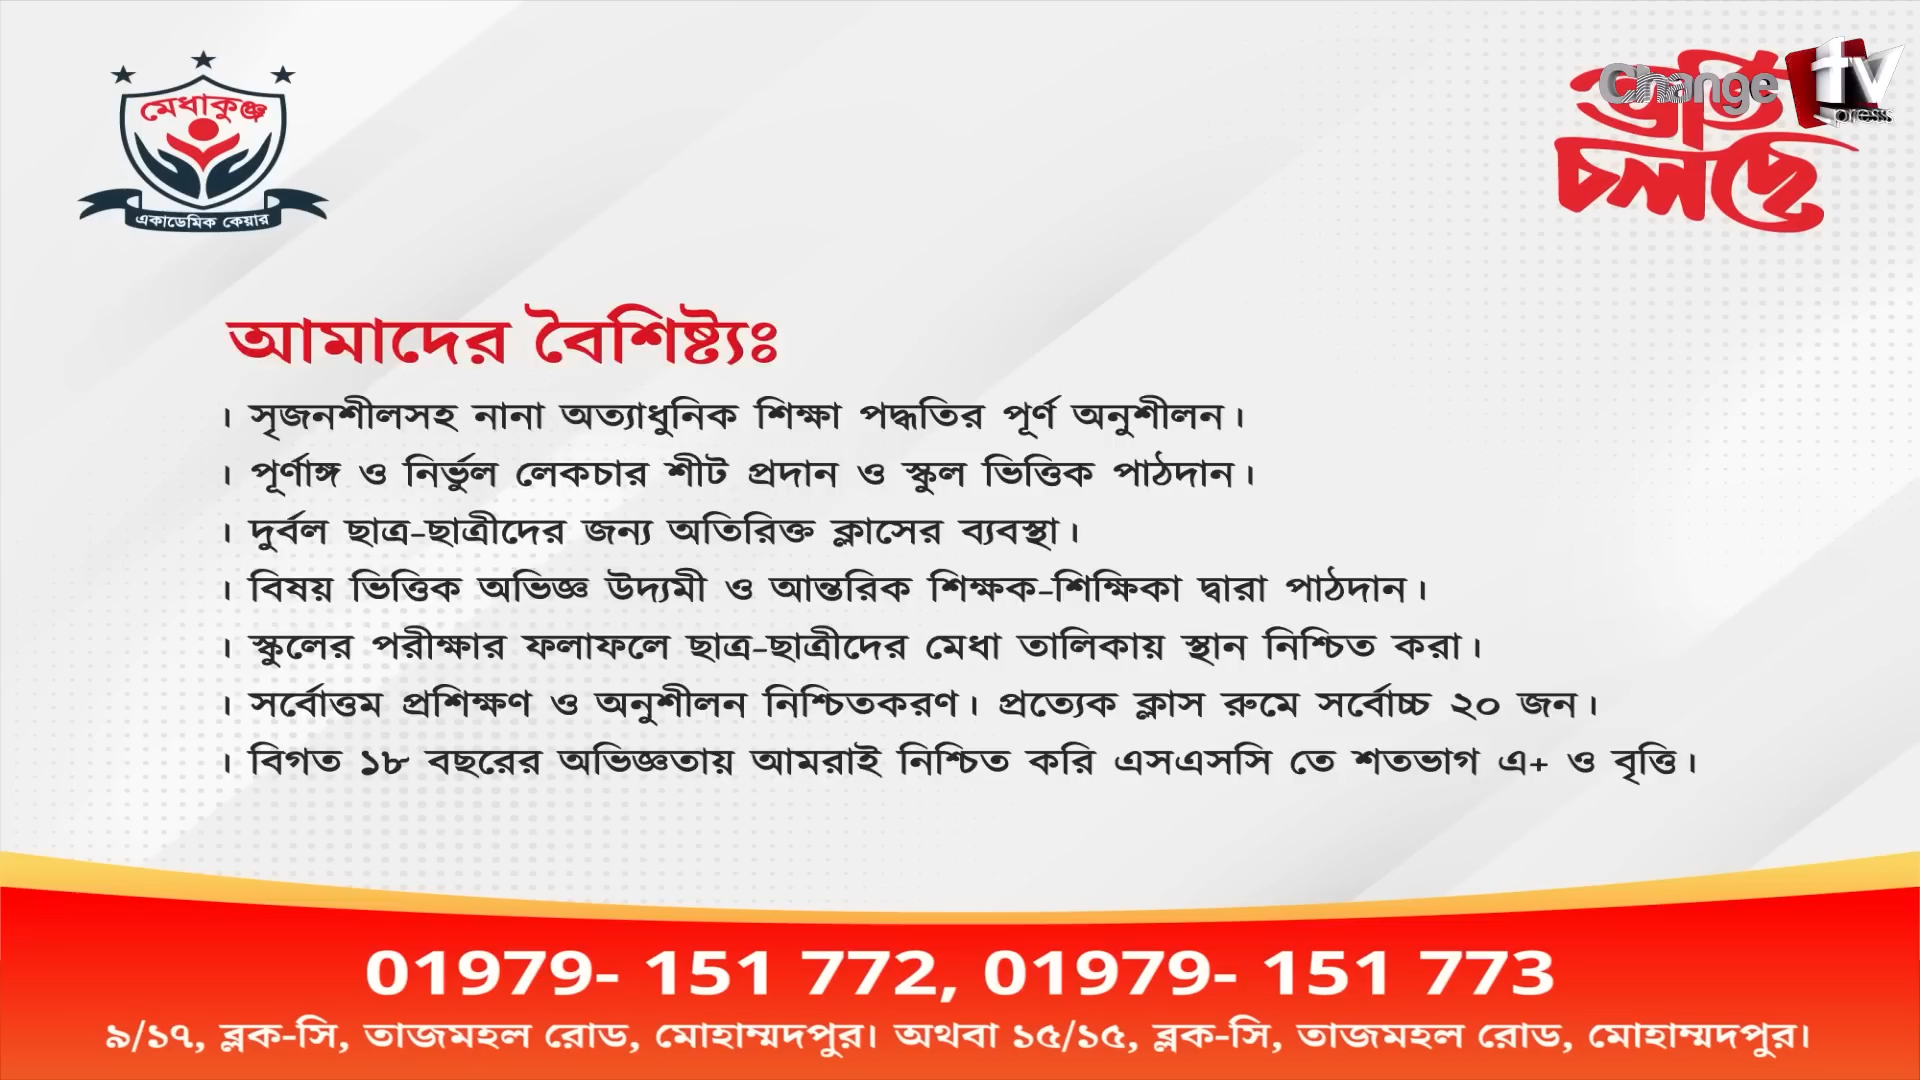 মেধাকুঞ্জ
একাডেমিক কেয়ার
ভর্তি
চলছে
Change tv
press
আমাদের বৈশিষ্ট্যঃ
। সৃজনশীলসহ নানা অত্যাধুনিক শিক্ষা পদ্ধতির পূর্ণ অনুশীলন।
। পূর্ণাঙ্গ ও নির্ভুল লেকচার শীট প্রদান ও স্কুল ভিত্তিক পাঠদান।
। দুর্বল ছাত্র-ছাত্রীদের জন্য অতিরিক্ত ক্লাসের ব্যবস্থা।
। বিষয় ভিত্তিক অভিজ্ঞ উদ্যমী ও আন্তরিক শিক্ষক-শিক্ষিকা দ্বারা পাঠদান।
। স্কুলের পরীক্ষার ফলাফলে ছাত্র-ছাত্রীদের মেধা তালিকায় স্থান নিশ্চিত করা।
। সর্বোত্তম প্রশিক্ষণ ও অনুশীলন নিশ্চিতকরণ। প্রত্যেক ক্লাস রুমে সর্বোচ্চ ২০ জন।
। বিগত ১৮ বছরের অভিজ্ঞতায় আমরাই নিশ্চিত করি এসএসসি তে শতভাগ এ+ ও বৃত্তি।
01979- 151 772, 01979- 151 773
৯/১৭, ব্লক-সি, তাজমহল রোড, মোহাম্মদপুর। অথবা ১৫/১৫, ব্লক-সি, তাজমহল রোড, মোহাম্মদপুর।